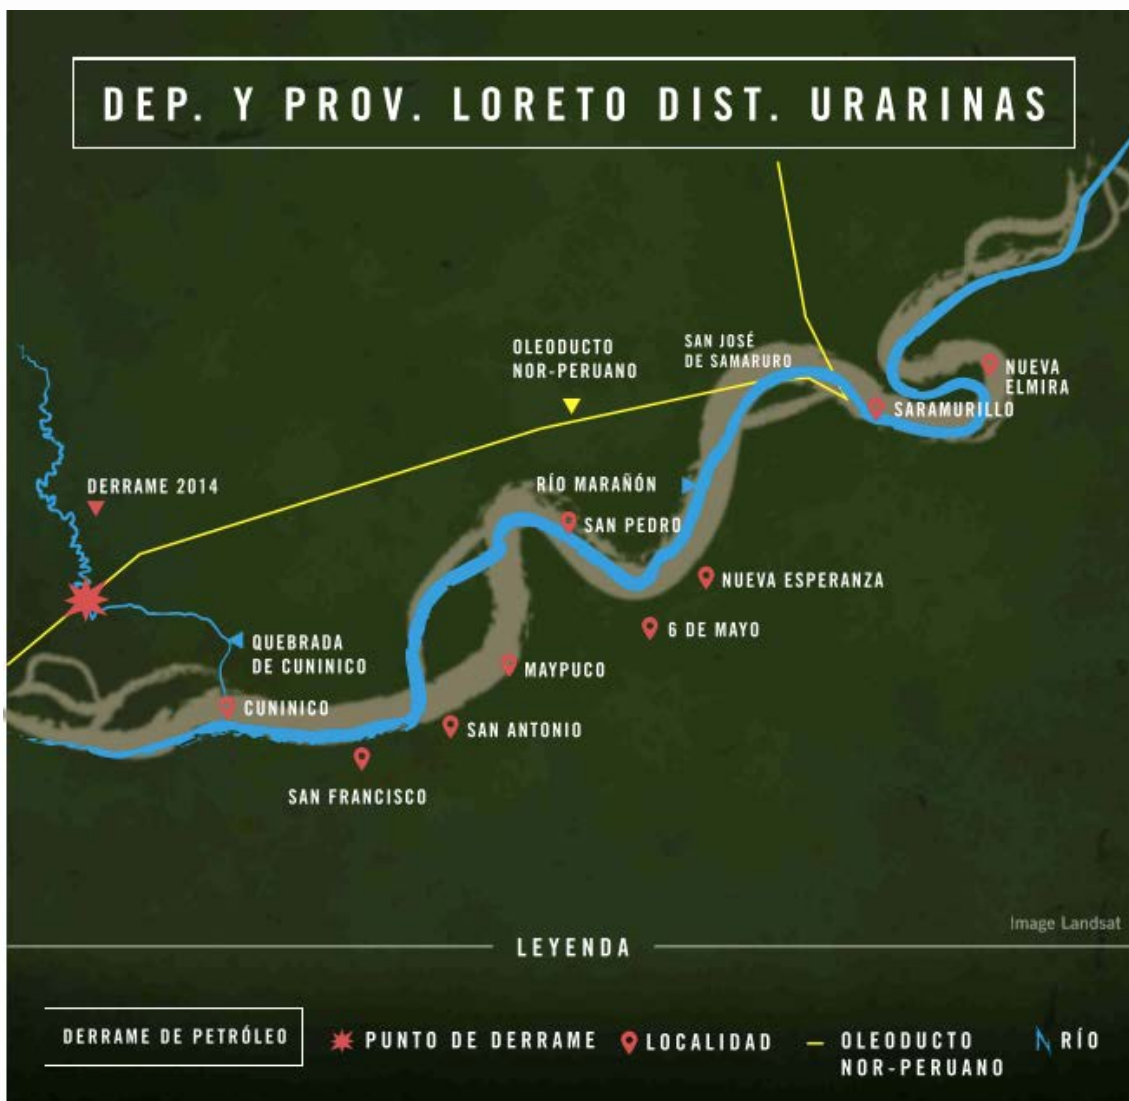 DEP. Y PROV. LORETO DIST. URARINAS
OLEODUCTO
NOR-PERUANO
SAN JOSÉ
DE SAMARURO
NUEVA
ELMIRA
SARAMURILLO
DERRAME 2014
RÍO MARAÑÓN
SAN PEDRO
NUEVA ESPERANZA
6 DE MAYO
QUEBRADA
DE CUNINICO
MAYPUCO
CUNINICO
SAN ANTONIO
SAN FRANCISCO
Image Landsat
LEYENDA
DERRAME DE PETRÓLEO
PUNTO DE DERRAME
LOCALIDAD
OLEODUCTO
NOR-PERUANO
RÍO